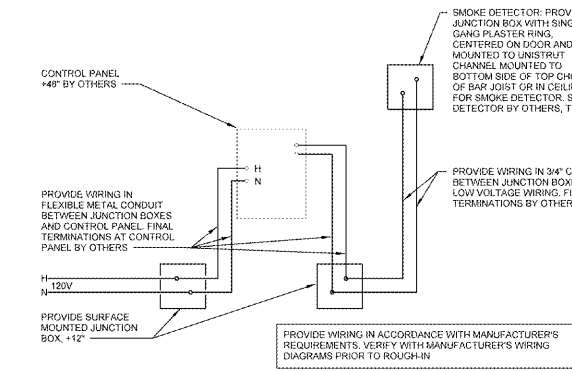 SMOKE DETECTOR: PROV
JUNCTION BOX WITH SING
GANG PLASTER RING,
CENTERED ON DOOR AND
MOUNTED TO UNISTRUT
CHANNEL MOUNTED TO
BOTTOM SIDE OF TOP CHO
OF BAR JOIST OR IN CEILI
FOR SMOKE DETECTOR. S
DETECTOR BY OTHERS, T
CONTROL PANEL
+48" BY OTHERS
H
N
PROVIDE WIRING IN 3/4" C
BETWEEN JUNCTION BOX
LOW VOLTAGE WIRING. FI
TERMINATIONS BY OTHER
PROVIDE WIRING IN
FLEXIBLE METAL CONDUIT
BETWEEN JUNCTION BOXES
AND CONTROL PANEL. FINAL
TERMINATIONS AT CONTROL
PANEL BY OTHERS
H
120V
N
PROVIDE SURFACE
MOUNTED JUNCTION
BOX, +12"
PROVIDE WIRING IN ACCORDANCE WITH MANUFACTURER'S
REQUIREMENTS. VERIFY WITH MANUFACTURER'S WIRING
DIAGRAMS PRIOR TO ROUGH-IN